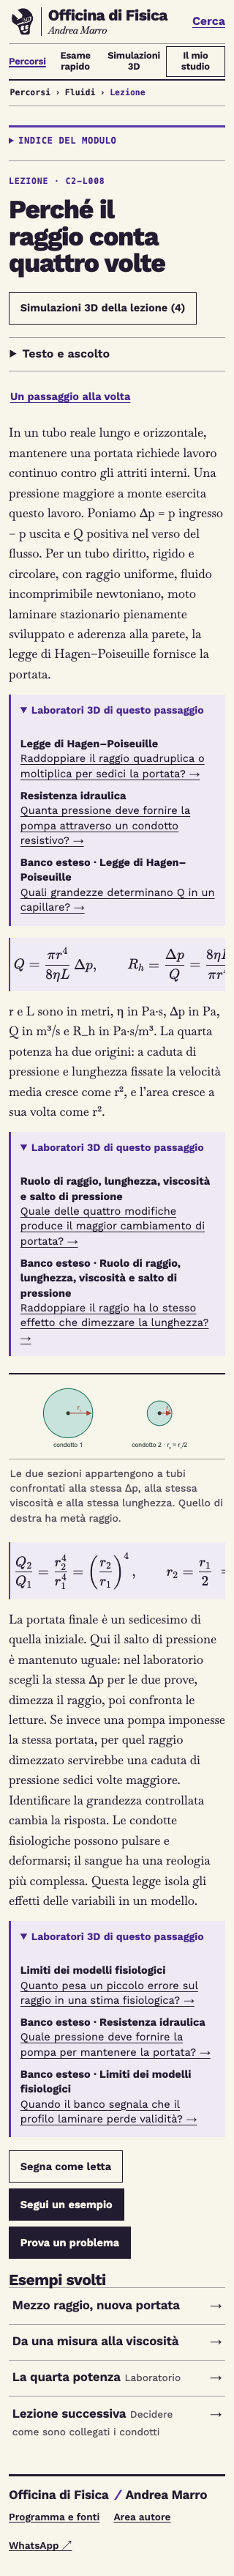 Officina di Fisica
Andrea Marro
Cerca
Percorsi
Esame
rapido
Simulazioni
3D
Il mio
studio
Percorsi › Fluidi › Lezione
▶ INDICE DEL MODULO
LEZIONE · C2–L008
Perché il
raggio conta
quattro volte
Simulazioni 3D della lezione (4)
▶ Testo e ascolto
Un passaggio alla volta
In un tubo reale lungo e orizzontale,
mantenere una portata richiede lavoro
continuo contro gli attriti interni. Una
pressione maggiore a monte esercita
questo lavoro. Poniamo Δp = p ingresso
− p uscita e Q positiva nel verso del
flusso. Per un tubo diritto, rigido e
circolare, con raggio uniforme, fluido
incomprimibile newtoniano, moto
laminare stazionario pienamente
sviluppato e aderenza alla parete, la
legge di Hagen–Poiseuille fornisce la
portata.
▼ Laboratori 3D di questo passaggio
Legge di Hagen–Poiseuille
Raddoppiare il raggio quadruplica o
moltiplica per sedici la portata? →
Resistenza idraulica
Quanta pressione deve fornire la
pompa attraverso un condotto
resistivo? →
Banco esteso · Legge di Hagen–
Poiseuille
Quali grandezze determinano Q in un
capillare? →
Q = πr⁴/8ηL Δp, R_h = Δp/Q = 8ηL/πr⁴
r e L sono in metri, η in Pa·s, Δp in Pa,
Q in m³/s e R_h in Pa·s/m³. La quarta
potenza ha due origini: a caduta di
pressione e lunghezza fissate la velocità
media cresce come r², e l’area cresce a
sua volta come r².
▼ Laboratori 3D di questo passaggio
Ruolo di raggio, lunghezza, viscosità
e salto di pressione
Quale delle quattro modifiche
produce il maggior cambiamento di
portata? →
Banco esteso · Ruolo di raggio,
lunghezza, viscosità e salto di
pressione
Raddoppiare il raggio ha lo stesso
effetto che dimezzare la lunghezza?
→
condotto 1
condotto 2 · r₂ = r₁/2
Le due sezioni appartengono a tubi
confrontati alla stessa Δp, alla stessa
viscosità e alla stessa lunghezza. Quello di
destra ha metà raggio.
Q₂/Q₁ = r₂⁴/r₁⁴ = (r₂/r₁)⁴, r₂ = r₁/2 =
La portata finale è un sedicesimo di
quella iniziale. Qui il salto di pressione
è mantenuto uguale: nel laboratorio
scegli la stessa Δp per le due prove,
dimezza il raggio, poi confronta le
letture. Se invece una pompa imponesse
la stessa portata, per quel raggio
dimezzato servirebbe una caduta di
pressione sedici volte maggiore.
Identificare la grandezza controllata
cambia la risposta. Le condotte
fisiologiche possono pulsare e
deformarsi; il sangue ha una reologia
più complessa. Questa legge isola gli
effetti delle variabili in un modello.
▼ Laboratori 3D di questo passaggio
Limiti dei modelli fisiologici
Quanto pesa un piccolo errore sul
raggio in una stima fisiologica? →
Banco esteso · Resistenza idraulica
Quale pressione deve fornire la
pompa per mantenere la portata? →
Banco esteso · Limiti dei modelli
fisiologici
Quando il banco segnala che il
profilo laminare perde validità? →
Segna come letta
Segui un esempio
Prova un problema
Esempi svolti
Mezzo raggio, nuova portata →
Da una misura alla viscosità →
La quarta potenza Laboratorio →
Lezione successiva Decidere →
come sono collegati i condotti
Officina di Fisica / Andrea Marro
Programma e fonti Area autore
WhatsApp ↗